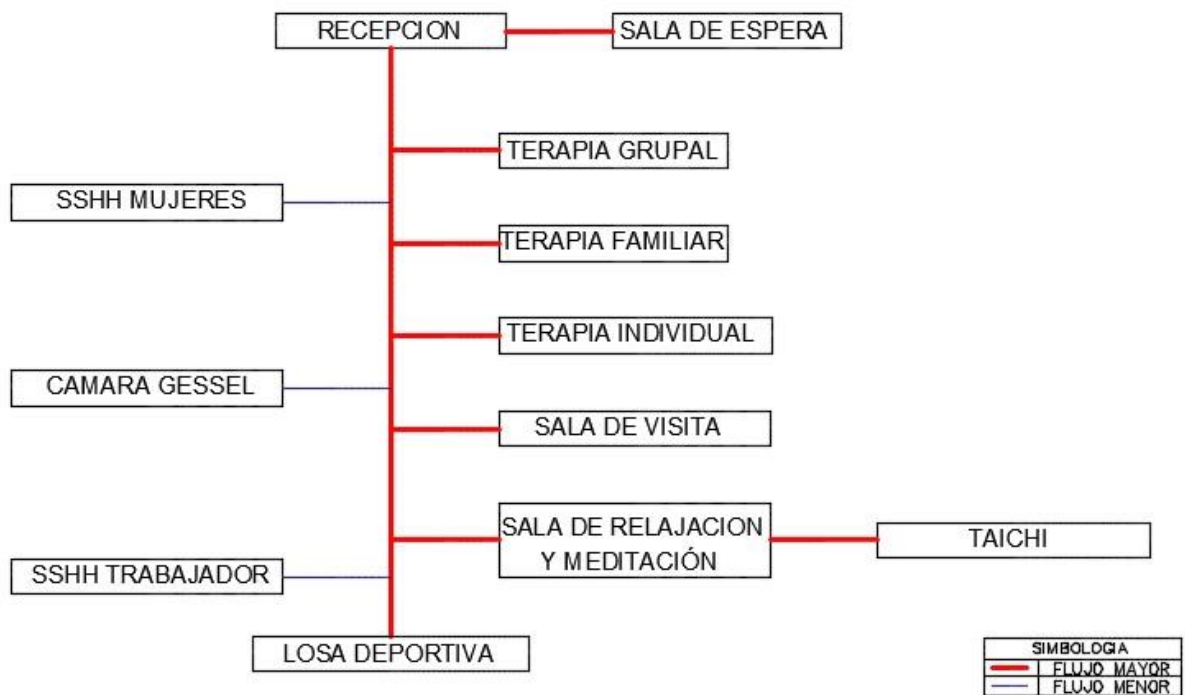 RECEPCION
SALA DE ESPERA
TERAPIA GRUPAL
SSHH MUJERES
TERAPIA FAMILIAR
TERAPIA INDIVIDUAL
CAMARA GESSEL
SALA DE VISITA
SALA DE RELAJACION
Y MEDITACIÓN
TAICHI
SSHH TRABAJADOR
LOSA DEPORTIVA
SIMBOLOGIA
FLUJO MAYOR
FLUJO MENOR